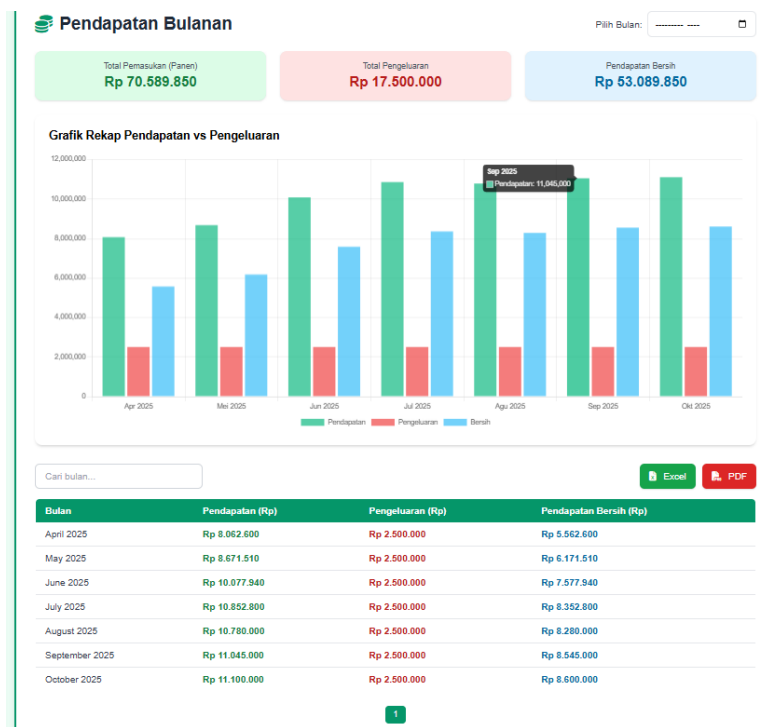 Pendapatan Bulanan
Pilih Bulan: --------- ----
Total Pemasukan (Panen)
Rp 70.589.850
Total Pengeluaran
Rp 17.500.000
Pendapatan Bersih
Rp 53.089.850
Grafik Rekap Pendapatan vs Pengeluaran
12,000,000
10,000,000
8,000,000
6,000,000
4,000,000
2,000,000
0
Sep 2025
Pendapatan: 11,045,000
Apr 2025 Mei 2025 Jun 2025 Jul 2025 Agu 2025 Sep 2025 Okt 2025
Pendapatan Pengeluaran Bersih
Cari bulan...
Excel PDF
Bulan Pendapatan (Rp) Pengeluaran (Rp) Pendapatan Bersih (Rp)
April 2025 Rp 8.062.600 Rp 2.500.000 Rp 5.562.600
May 2025 Rp 8.671.510 Rp 2.500.000 Rp 6.171.510
June 2025 Rp 10.077.940 Rp 2.500.000 Rp 7.577.940
July 2025 Rp 10.852.800 Rp 2.500.000 Rp 8.352.800
August 2025 Rp 10.780.000 Rp 2.500.000 Rp 8.280.000
September 2025 Rp 11.045.000 Rp 2.500.000 Rp 8.545.000
October 2025 Rp 11.100.000 Rp 2.500.000 Rp 8.600.000
1